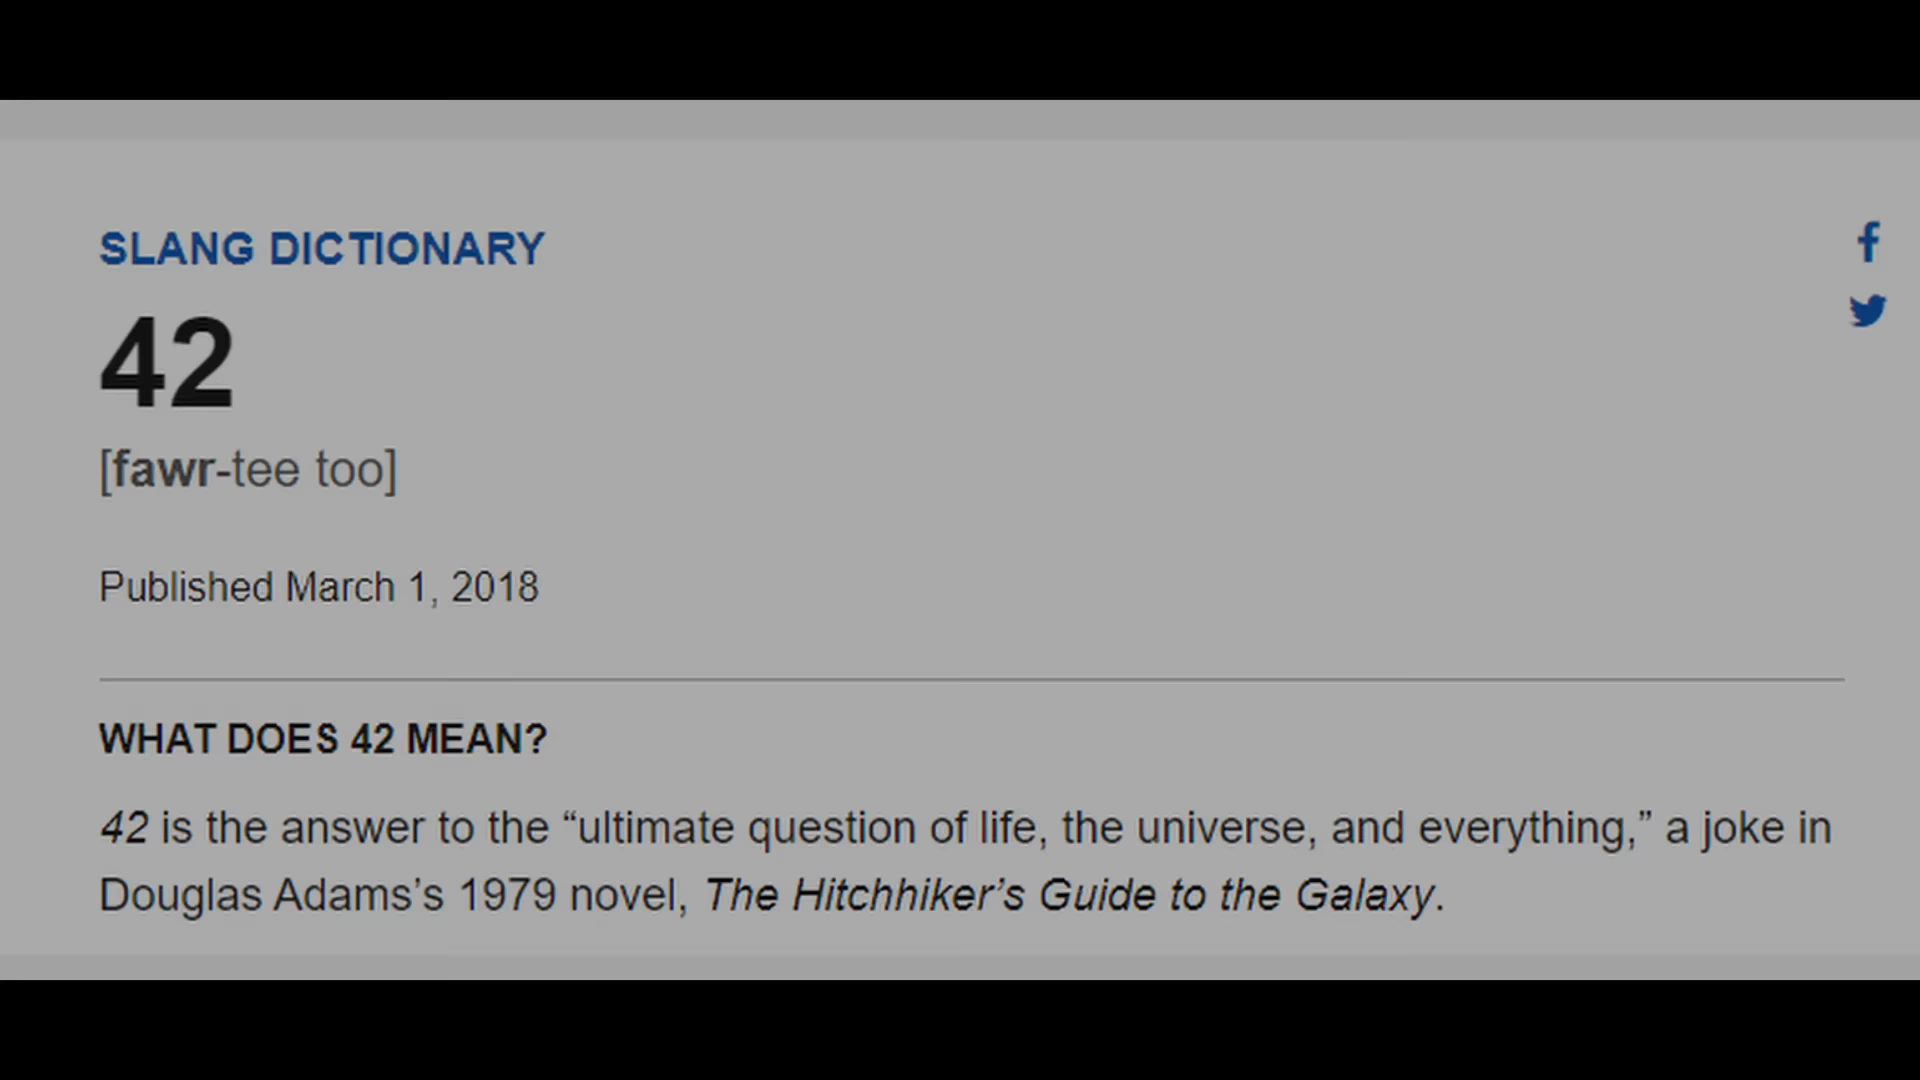 SLANG DICTIONARY
42
[fawr-tee too]
Published March 1, 2018
WHAT DOES 42 MEAN?
42 is the answer to the “ultimate question of life, the universe, and everything,” a joke in
Douglas Adams’s 1979 novel, The Hitchhiker’s Guide to the Galaxy.